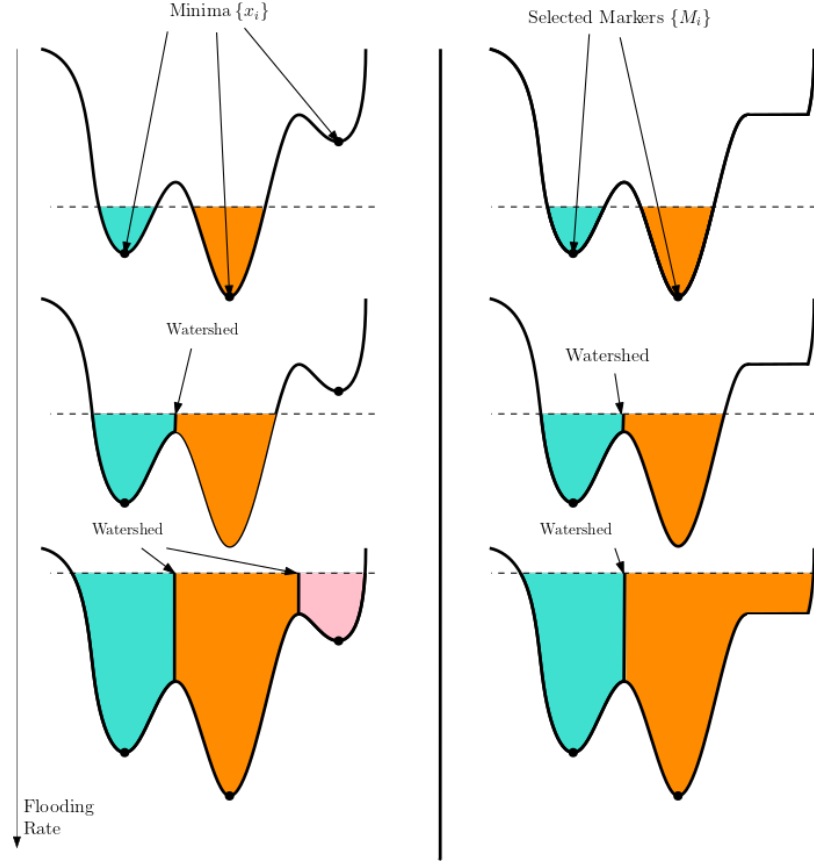 Minima {x_i}
Selected Markers {M_i}
Watershed
Watershed
Watershed
Watershed
Flooding
Rate